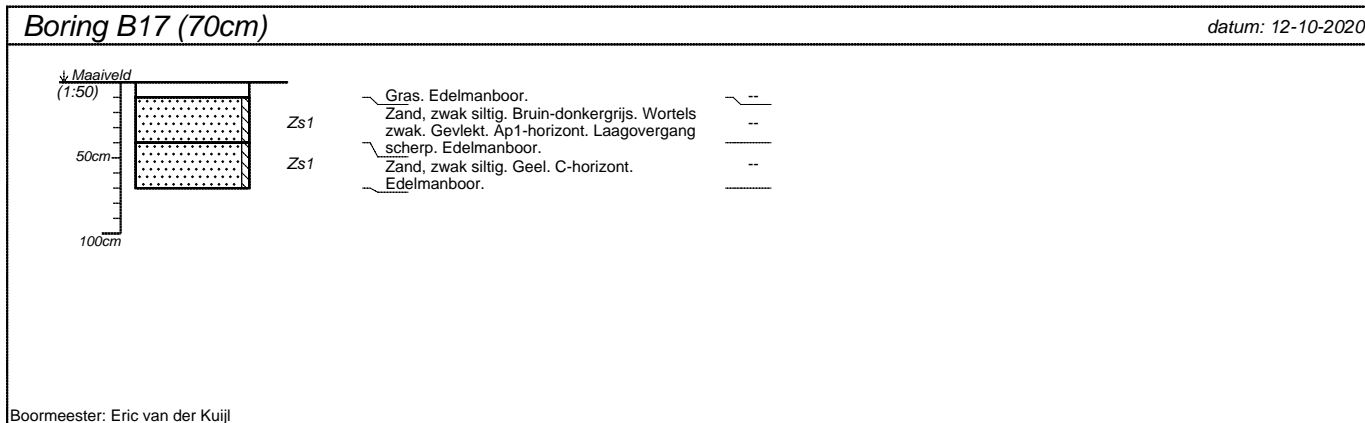 Boring B17 (70cm)
datum: 12-10-2020
Maaiveld
(1:50)
50cm
100cm
Zs1
Zs1
Gras. Edelmanboor.
Zand, zwak siltig. Bruin-donkergrijs. Wortels
zwak. Gevlekt. Ap1-horizont. Laagovergang
scherp. Edelmanboor.
Zand, zwak siltig. Geel. C-horizont.
Edelmanboor.
--
--
--
Boormeester: Eric van der Kuijl